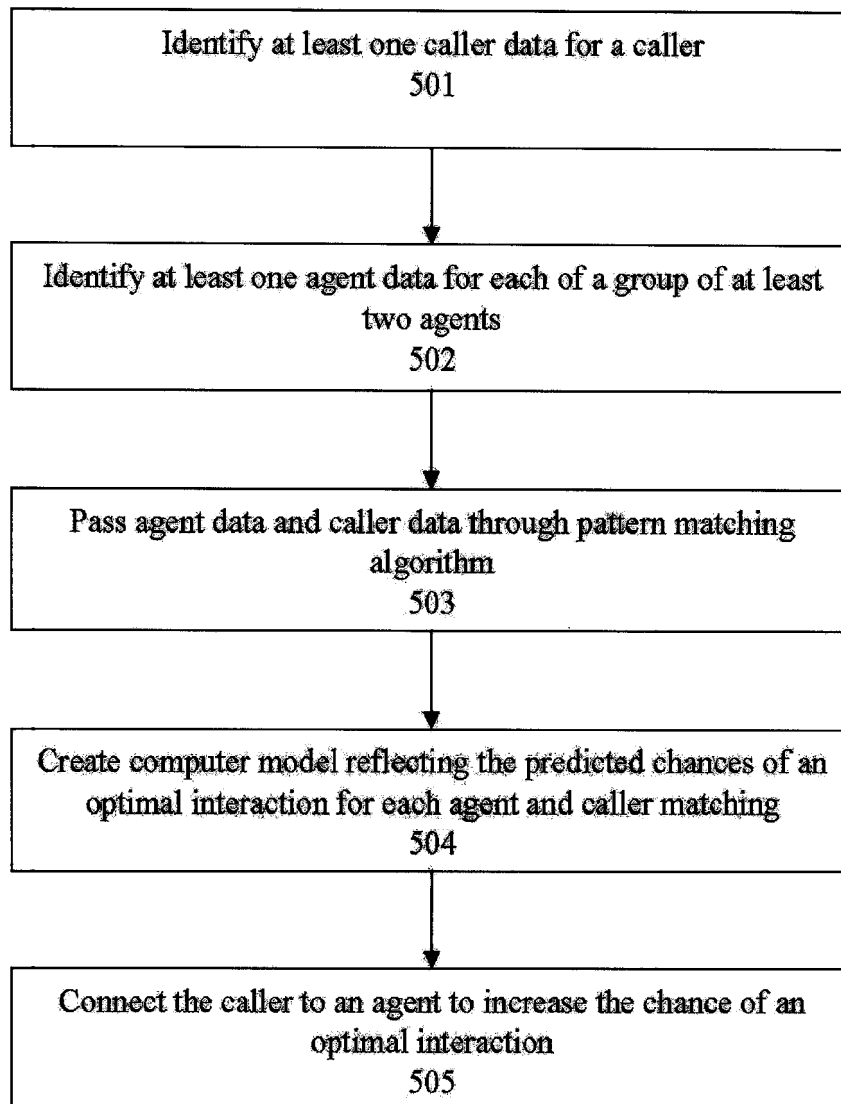 Identify at least one caller data for a caller
501
Identify at least one agent data for each of a group of at least
two agents
502
Pass agent data and caller data through pattern matching
algorithm
503
Create computer model reflecting the predicted chances of an
optimal interaction for each agent and caller matching
504
Connect the caller to an agent to increase the chance of an
optimal interaction
505